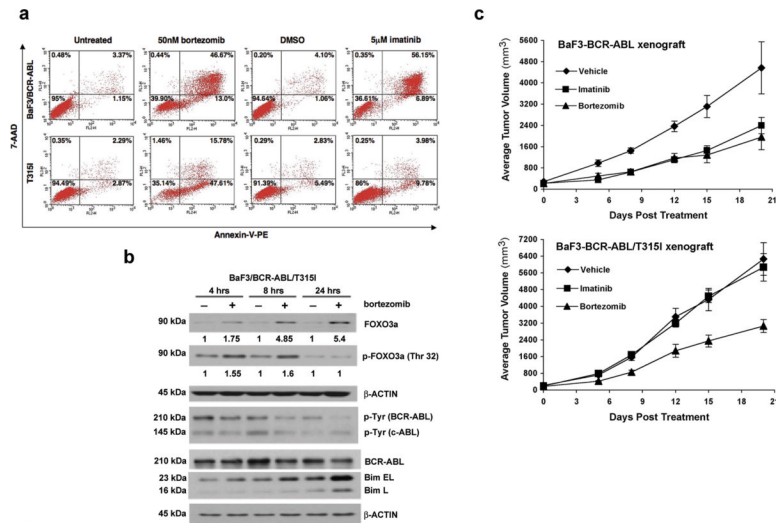 a
Untreated
50nM bortezomib
DMSO
5µM imatinib
BaF3/BCR-ABL
0.48% 3.37%
95% 1.15%
0.44% 46.67%
39.90% 13.0%
0.20% 4.10%
94.64% 1.06%
0.35% 56.15%
36.61% 6.89%
7-AAD
T315I
0.35% 2.29%
94.49% 2.87%
1.46% 15.78%
35.14% 47.61%
0.29% 2.83%
91.39% 5.49%
0.25% 3.98%
86% 9.78%
Annexin-V-PE
b
BaF3/BCR-ABL/T315I
4 hrs 8 hrs 24 hrs
– + – + – + bortezomib
90 kDa FOXO3a
1 1.75 1 4.85 1 5.4
90 kDa p-FOXO3a (Thr 32)
1 1.55 1 1.6 1 1
45 kDa β-ACTIN
210 kDa p-Tyr (BCR-ABL)
145 kDa p-Tyr (c-ABL)
210 kDa BCR-ABL
23 kDa Bim EL
16 kDa Bim L
45 kDa β-ACTIN
c
BaF3-BCR-ABL xenograft
Vehicle
Imatinib
Bortezomib
Average Tumor Volume (mm3)
5600
4800
4000
3200
2400
1600
800
0
0 3 6 9 12 15 18 21
Days Post Treatment
BaF3-BCR-ABL/T315I xenograft
Vehicle
Imatinib
Bortezomib
Average Tumor Volume (mm3)
7200
6400
5600
4800
4000
3200
2400
1600
800
0
0 5 10 15 20
Days Post Treatment